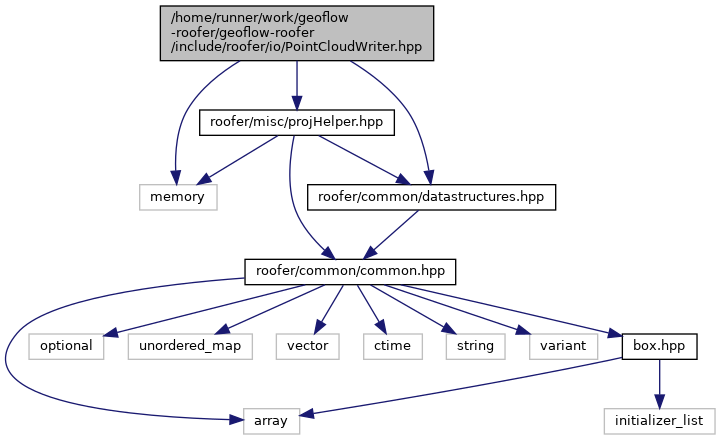 /home/runner/work/geoflow
-roofer/geoflow-roofer
/include/roofer/io/PointCloudWriter.hpp
roofer/misc/projHelper.hpp
memory
roofer/common/datastructures.hpp
roofer/common/common.hpp
optional
unordered_map
vector
ctime
string
variant
box.hpp
array
initializer_list